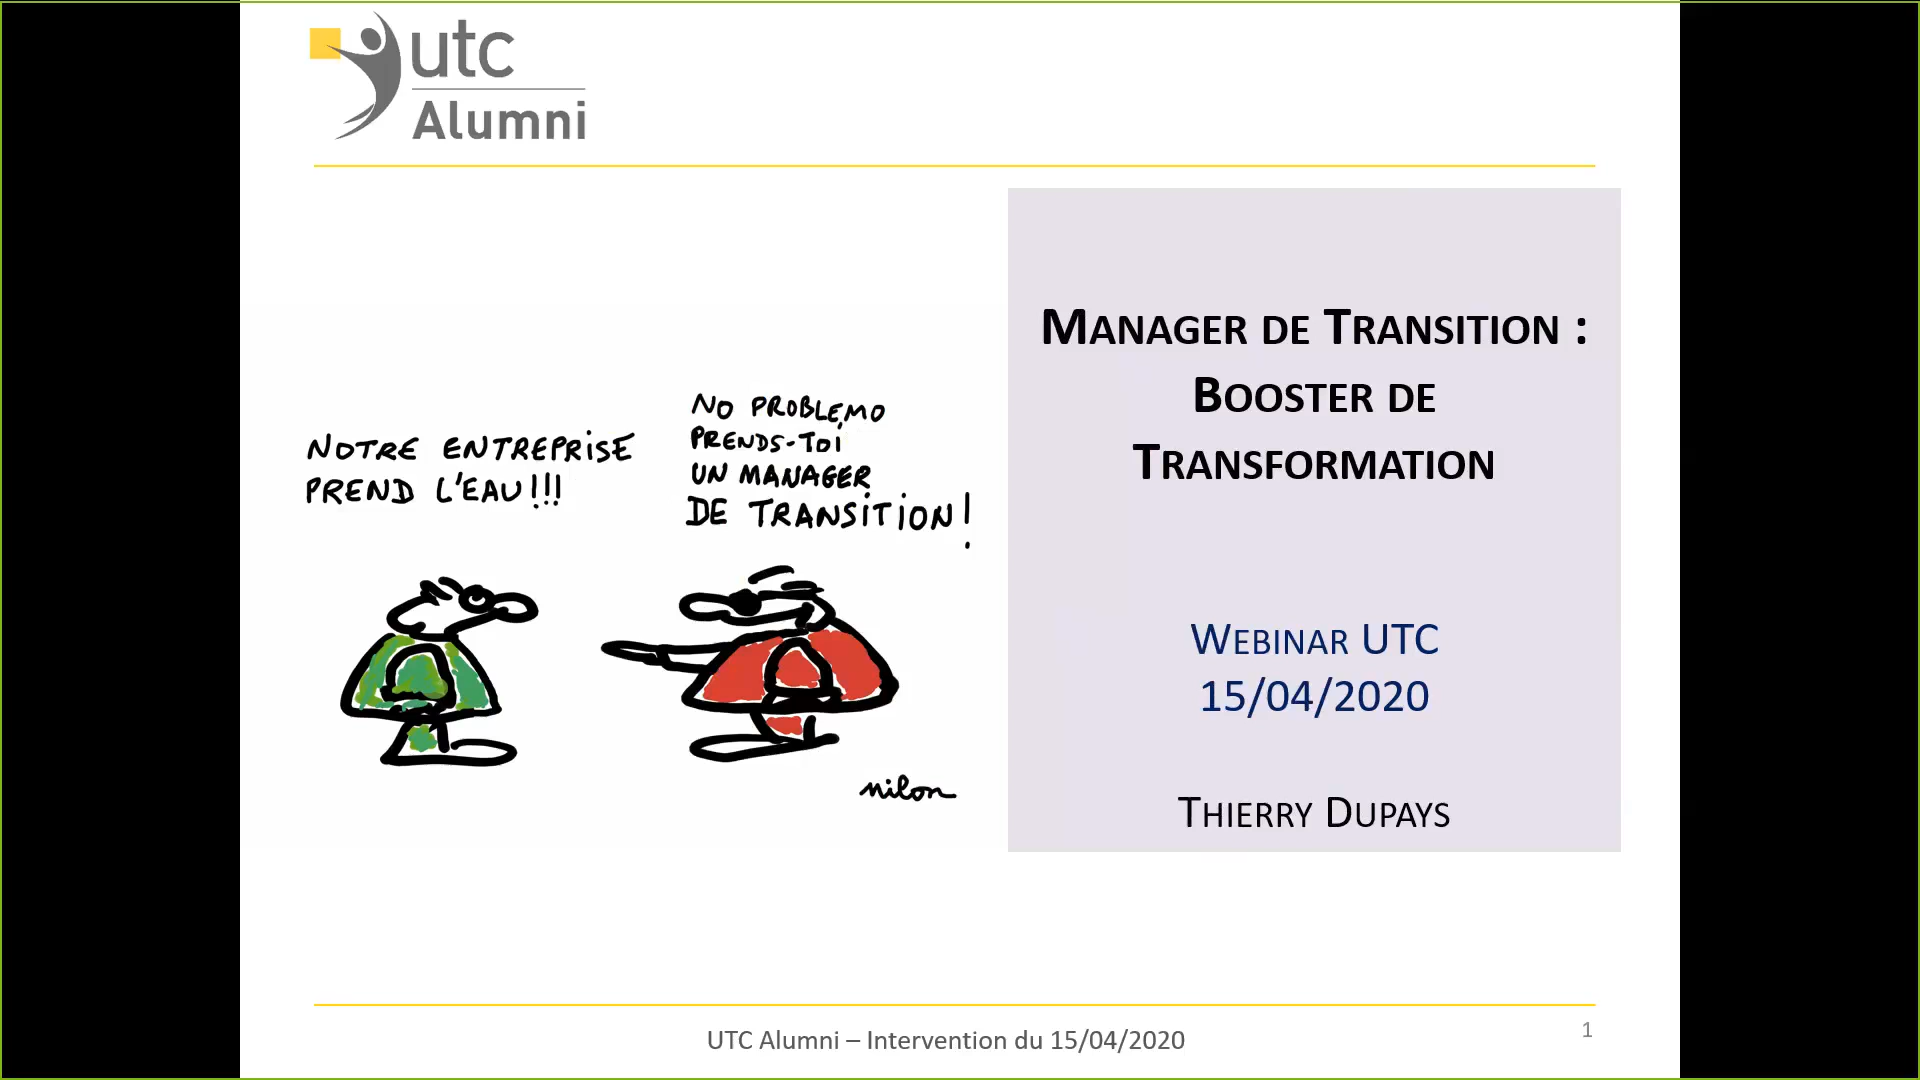 utc
Alumni
NOTRE ENTREPRISE
PREND L'EAU!!!
NO PROBLEMO
PRENDS-TOI
UN MANAGER
DE TRANSITION!
nilon
MANAGER DE TRANSITION :
BOOSTER DE
TRANSFORMATION
WEBINAR UTC
15/04/2020
THIERRY DUPAYS
UTC Alumni – Intervention du 15/04/2020
1